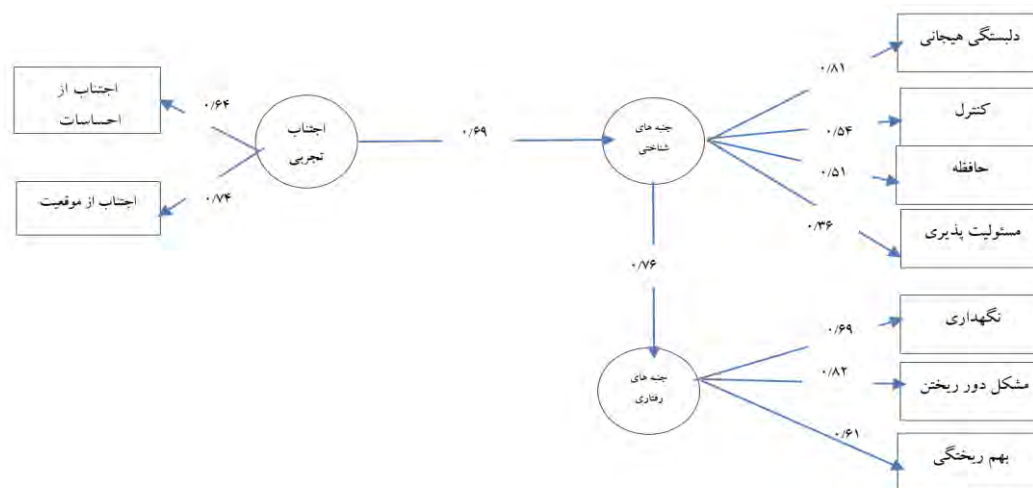 دلبستگی هیجانی
۰/۸۱
کنترل
۰/۵۴
حافظه
۰/۵۱
مسئولیت پذیری
۰/۳۶
جنبه های
شناختی
۰/۶۹
اجتناب
تجربی
۰/۶۴
اجتناب از
احساسات
۰/۷۴
اجتناب از موقعیت
۰/۷۶
جنبه های
رفتاری
۰/۶۹
نگهداری
۰/۸۲
مشکل دور ریختن
۰/۶۱
بهم ریختگی